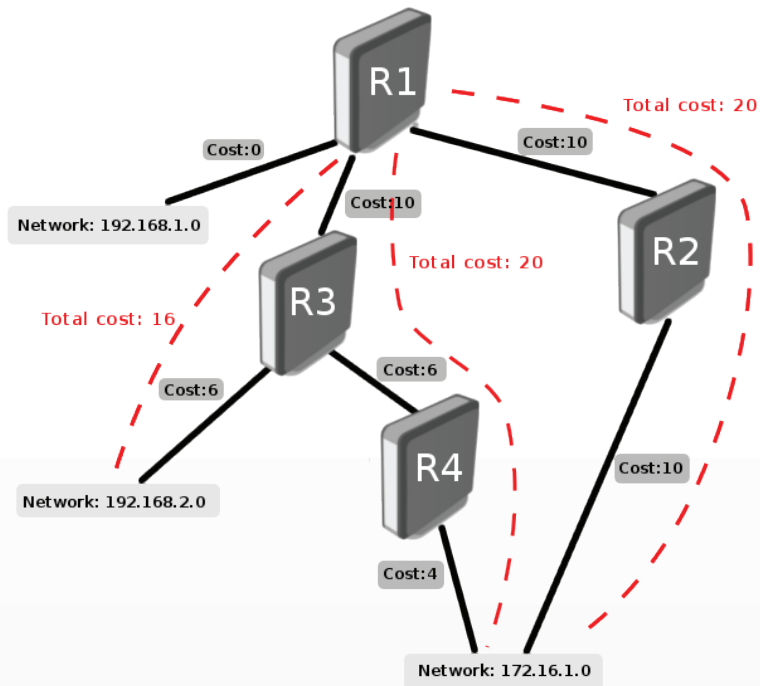 R1
Total cost: 20
Cost:10
Cost:0
Cost:10
Network: 192.168.1.0
R2
Total cost: 20
R3
Total cost: 16
Cost:6
Cost:6
R4
Cost:10
Network: 192.168.2.0
Cost:4
Network: 172.16.1.0